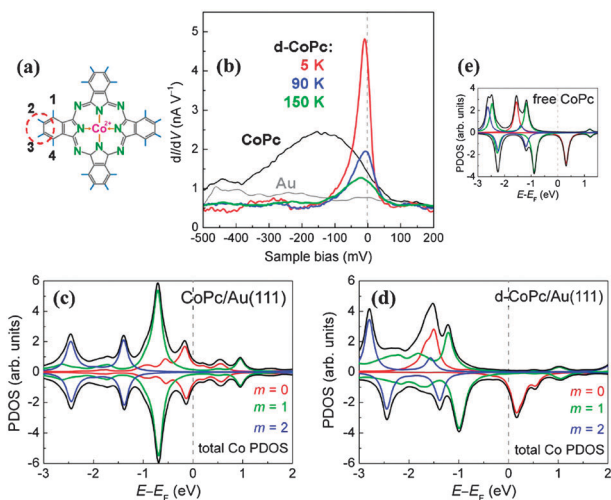 (a)
1
2
3
4
N
N
N
N
Co²⁺
N
N
N
N
(b)
d-CoPc:
5 K
90 K
150 K
CoPc
Au
dI/dV (nA V⁻¹)
5
4
3
2
1
0
-500 -400 -300 -200 -100 0 100 200
Sample bias (mV)
(e)
free CoPc
PDOS (arb. units)
4
2
0
2
4
-3 -2 -1 0 1
E-E_F (eV)
(c)
CoPc/Au(111)
PDOS (arb. units)
6
4
2
0
-2
-4
-6
m = 0
m = 1
m = 2
total Co PDOS
-3 -2 -1 0 1 2
E–E_F (eV)
(d)
d-CoPc/Au(111)
PDOS (arb. units)
6
4
2
0
-2
-4
-6
m = 0
m = 1
m = 2
total Co PDOS
-3 -2 -1 0 1 2
E–E_F (eV)